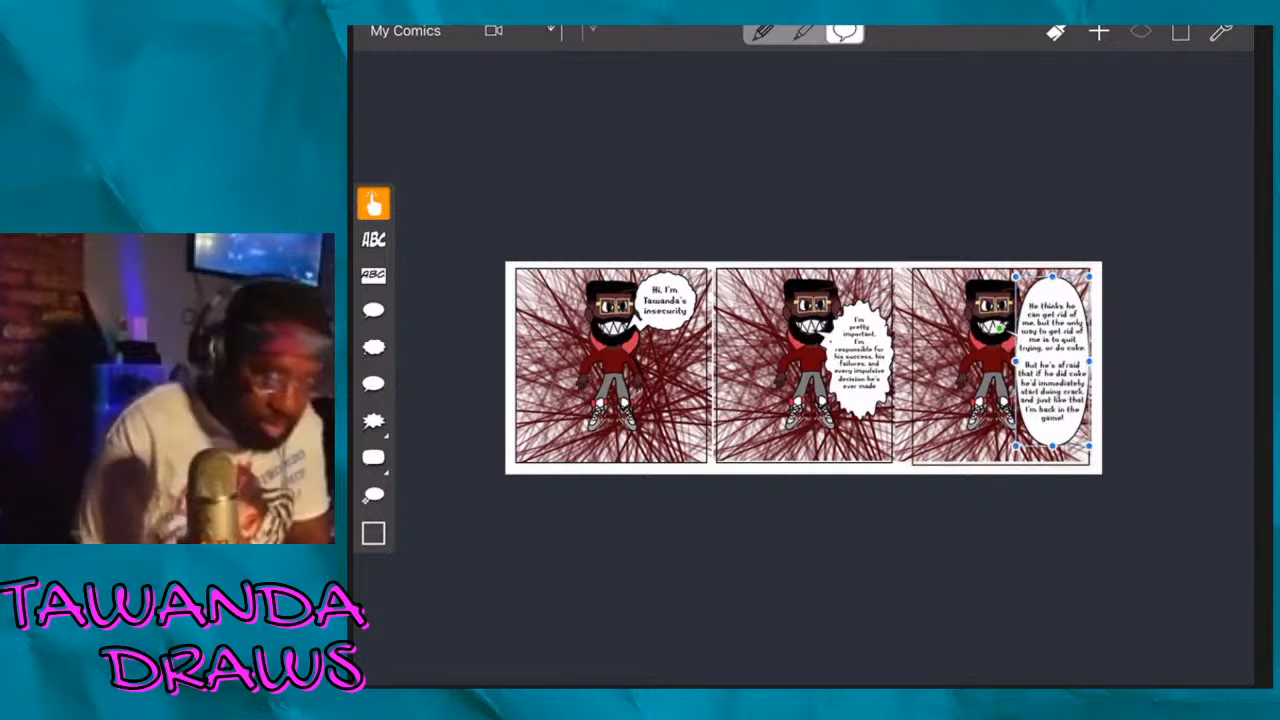 My Comics
ABC
ABC
Hi, I'm
Tawanda's
insecurity
I'm
pretty
important.
I'm
responsible for
his success, his
failures, and
every impulsive
decision he's
ever made
He thinks he
can get rid of
me, but the only
way to get rid of
me is to quit
trying, or do coke.
But he's afraid
that if he did coke
he'd immediately
start doing crack,
and just like that
I'm back in the
game!
TAWANDA
DRAWS